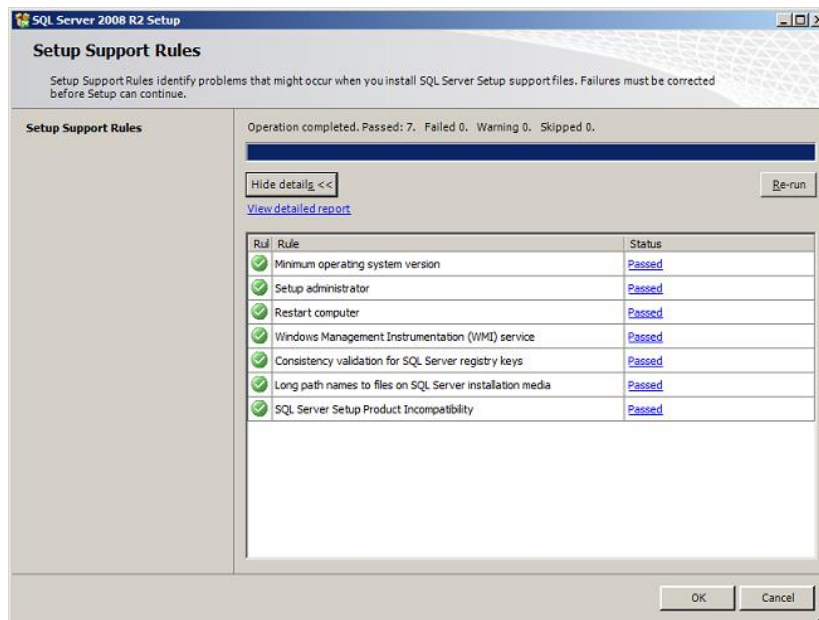 SQL Server 2008 R2 Setup
Setup Support Rules
Setup Support Rules identify problems that might occur when you install SQL Server Setup support files. Failures must be corrected
before Setup can continue.
Setup Support Rules
Operation completed. Passed: 7. Failed 0. Warning 0. Skipped 0.
Hide details <<
Re-run
View detailed report
Rul Rule Status
Minimum operating system version Passed
Setup administrator Passed
Restart computer Passed
Windows Management Instrumentation (WMI) service Passed
Consistency validation for SQL Server registry keys Passed
Long path names to files on SQL Server installation media Passed
SQL Server Setup Product Incompatibility Passed
OK Cancel